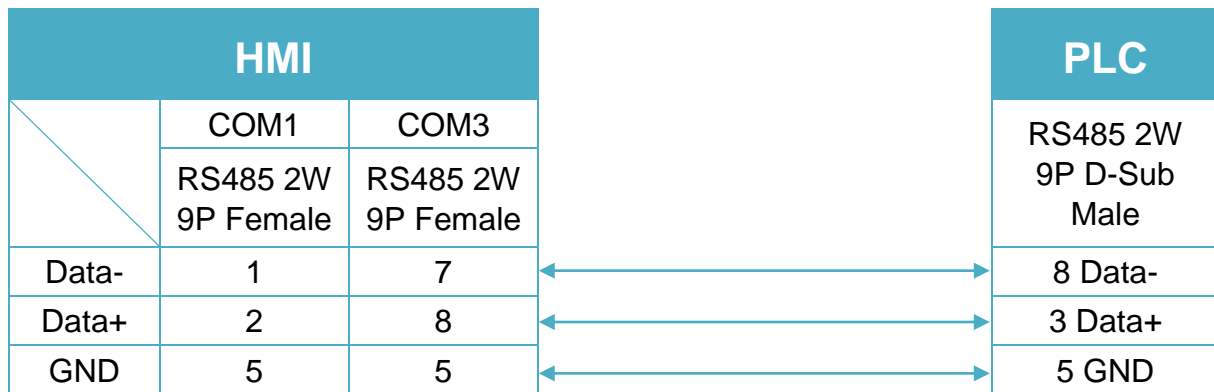 HMI
PLC
COM1 COM3
RS485 2W
9P Female
RS485 2W
9P Female
RS485 2W
9P D-Sub
Male
Data- 1 7 8 Data-
Data+ 2 8 3 Data+
GND 5 5 5 GND